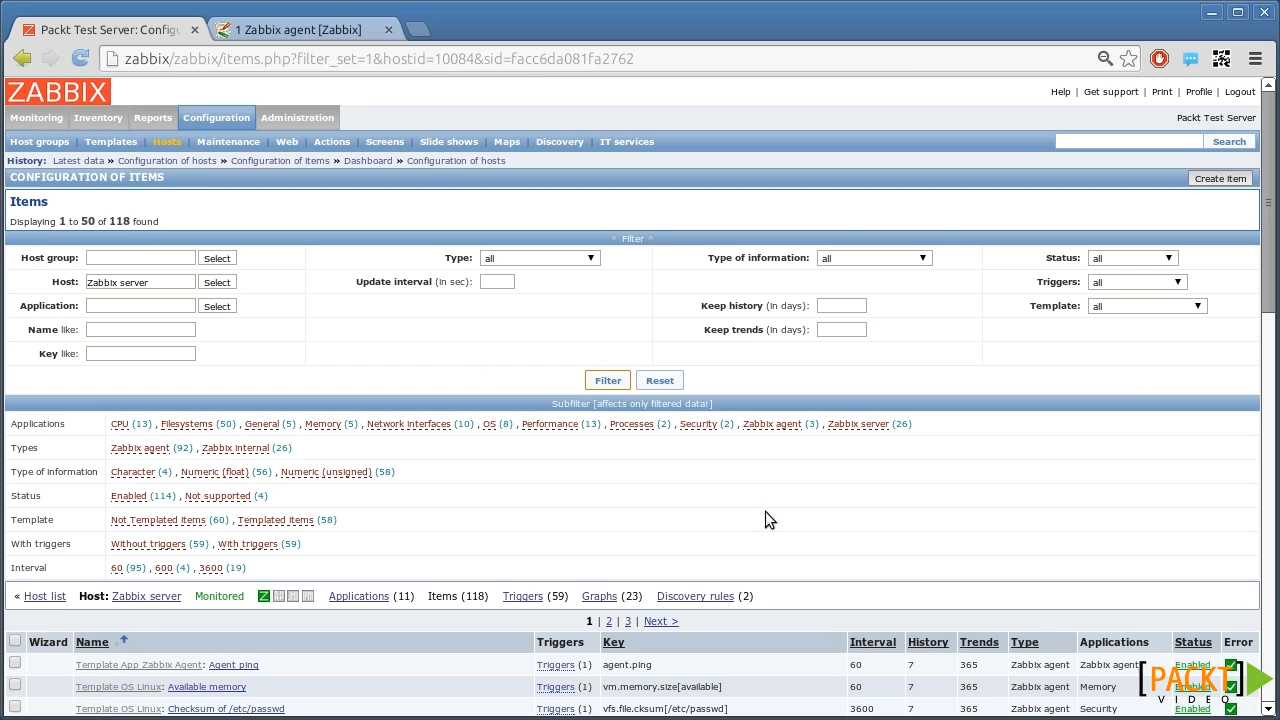 Packt Test Server: Config
1 Zabbix agent [Zabbix]
zabbix/zabbix/items.php?filter_set=1&hostid=10084&sid=facc6da081fa2762
ZABBIX
Help | Get support | Print | Profile | Logout
Monitoring Inventory Reports Configuration Administration Packt Test Server
Host groups Templates Hosts Maintenance Web Actions Screens Slide shows Maps Discovery IT services Search
History: Latest data » Configuration of hosts » Configuration of items » Dashboard » Configuration of hosts
CONFIGURATION OF ITEMS Create item
Items
Displaying 1 to 50 of 118 found
Filter
Host group: Select Type: all Type of information: all Status: all
Host: Zabbix server Select Update interval (in sec): Triggers: all
Application: Select Keep history (in days): Template: all
Name like: Keep trends (in days):
Key like:
Filter Reset
Subfilter [affects only filtered data!]
Applications CPU (13) , Filesystems (50) , General (5) , Memory (5) , Network interfaces (10) , OS (8) , Performance (13) , Processes (2) , Security (2) , Zabbix agent (3) , Zabbix server (26)
Types Zabbix agent (92) , Zabbix internal (26)
Type of information Character (4) , Numeric (float) (56) , Numeric (unsigned) (58)
Status Enabled (114) , Not supported (4)
Template Not Templated items (60) , Templated items (58)
With triggers Without triggers (59) , With triggers (59)
Interval 60 (95) , 600 (4) , 3600 (19)
« Host list Host: Zabbix server Monitored Z Applications (11) Items (118) Triggers (59) Graphs (23) Discovery rules (2)
1 | 2 | 3 | Next >
Wizard Name Triggers Key Interval History Trends Type Applications Status Error
Template App Zabbix Agent: Agent ping Triggers (1) agent.ping 60 7 365 Zabbix agent Zabbix agent Enabled
Template OS Linux: Available memory Triggers (1) vm.memory.size[available] 60 7 365 Zabbix agent Memory Enabled
Template OS Linux: Checksum of /etc/passwd Triggers (1) vfs.file.cksum[/etc/passwd] 3600 7 365 Zabbix agent Security Enabled
[PACKT]
VIDEO